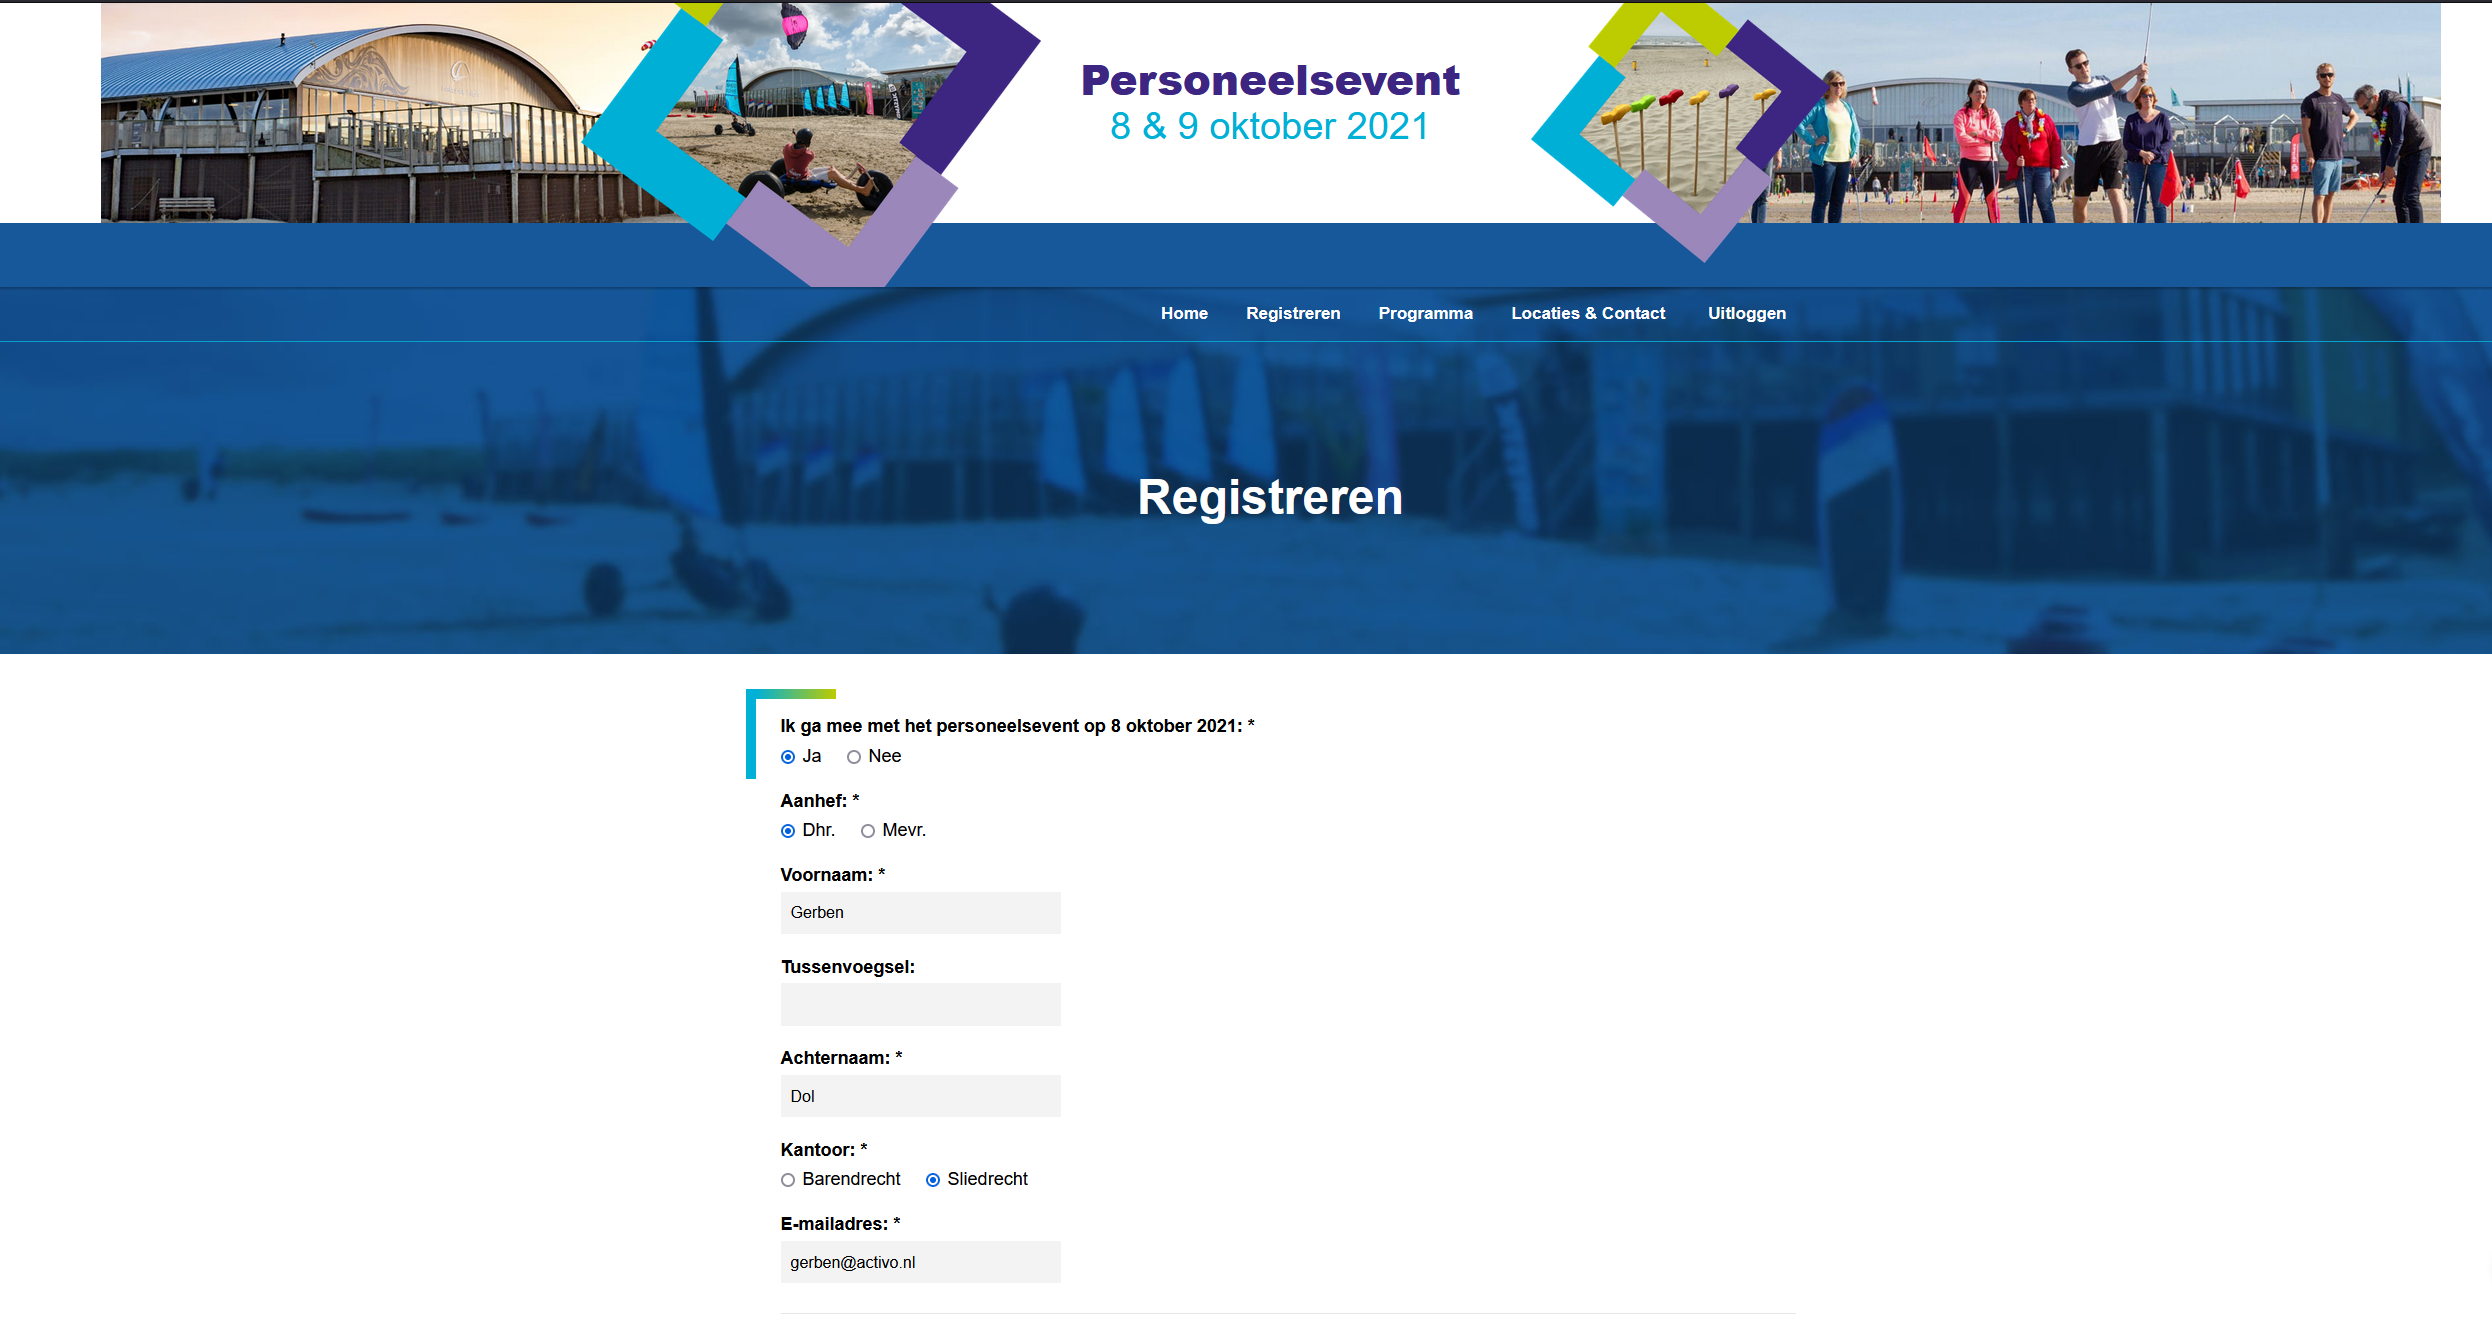 Personeelsevent
8 & 9 oktober 2021
Home Registreren Programma Locaties & Contact Uitloggen
Registreren
Ik ga mee met het personeelsevent op 8 oktober 2021: *
Ja Nee
Aanhef: *
Dhr. Mevr.
Voornaam: *
Gerben
Tussenvoegsel:
Achternaam: *
Dol
Kantoor: *
Barendrecht Sliedrecht
E-mailadres: *
gerben@activo.nl